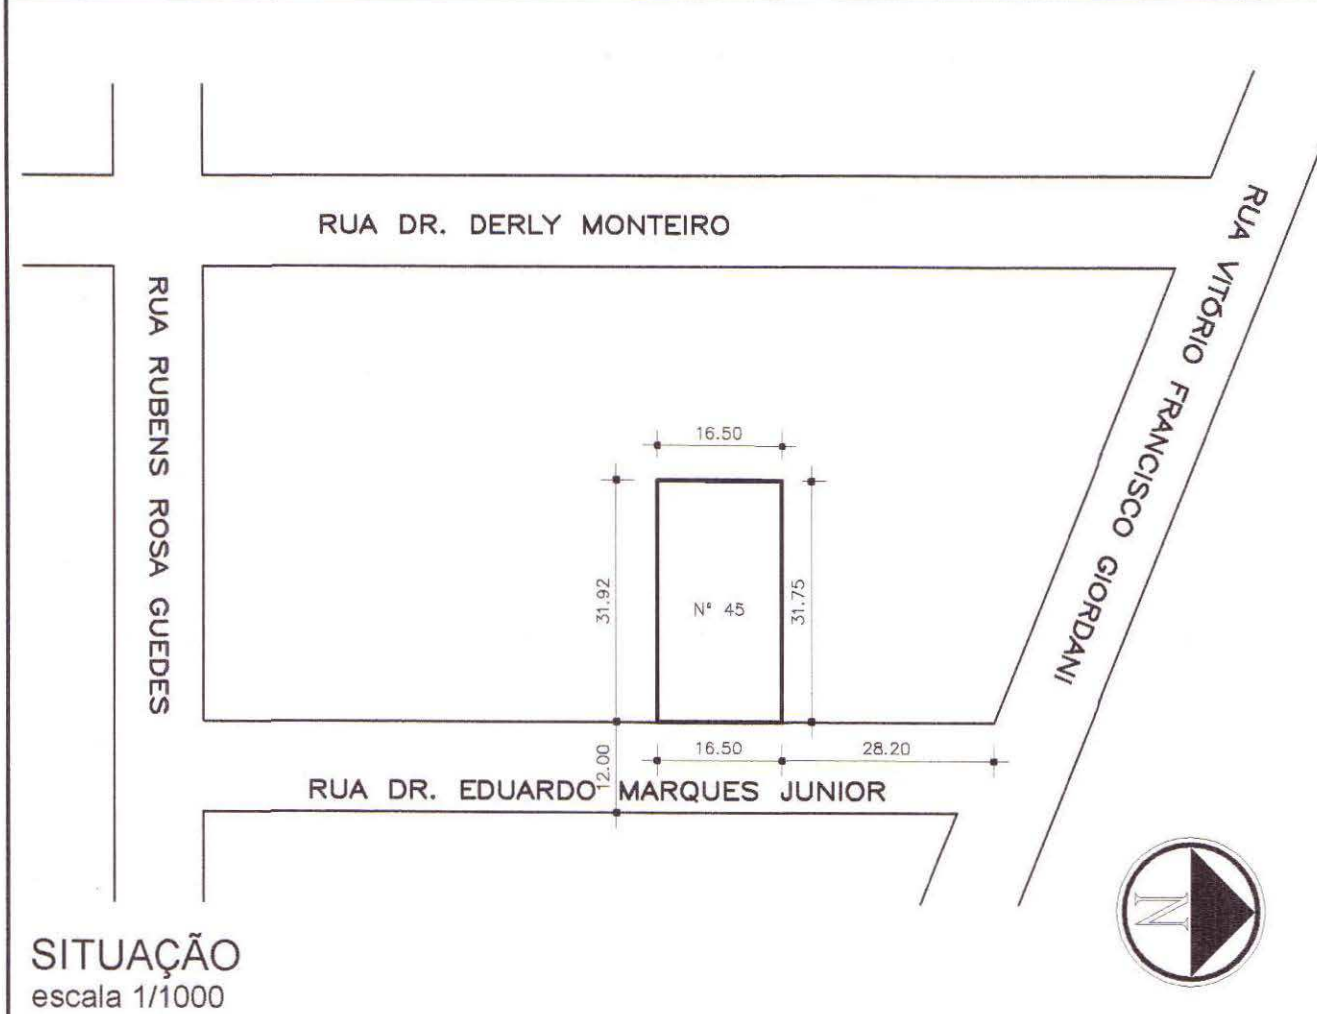 RUA DR. DERLY MONTEIRO
RUA VITÓRIO FRANCISCO GIORDANI
RUA RUBENS ROSA GUEDES
16.50
31.92
Nº 45
31.75
16.50
28.20
12.00
RUA DR. EDUARDO MARQUES JUNIOR
N
SITUAÇÃO
escala 1/1000